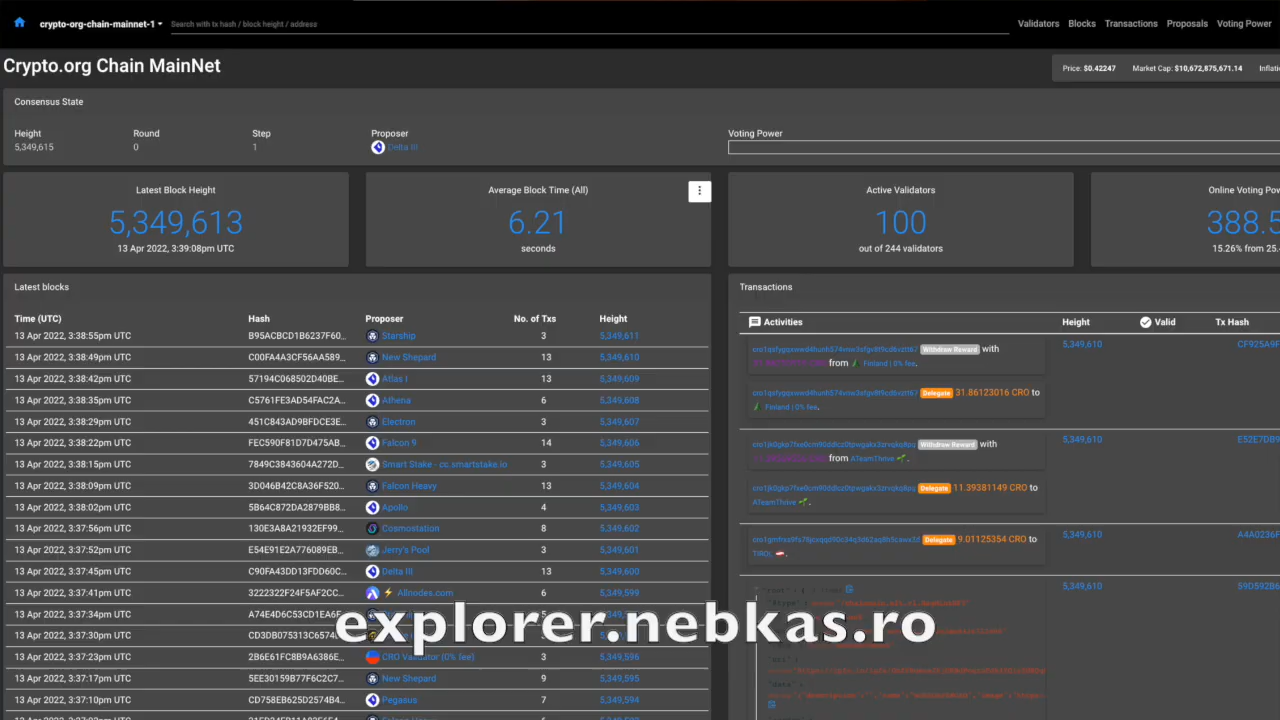 crypto-org-chain-mainnet-1
Search with tx hash / block height / address
Validators Blocks Transactions Proposals Voting Power
Crypto.org Chain MainNet
Price: $0.42247 Market Cap: $10,672,875,671.14
Consensus State
Height Round Step Proposer Voting Power
5,349,615 0 1 Delta III
Latest Block Height
5,349,613
13 Apr 2022, 3:39:08pm UTC
Average Block Time (All)
6.21
seconds
Active Validators
100
out of 244 validators
Online Voting
388.5
15.26% from 25.
Latest blocks
Time (UTC) Hash Proposer No. of Txs Height
13 Apr 2022, 3:38:55pm UTC B95ACBCD1B6237F60... Starship 3 5,349,611
13 Apr 2022, 3:38:49pm UTC C00FA4A3CF56AA589... New Shepard 13 5,349,610
13 Apr 2022, 3:38:42pm UTC 57194C068502D40BE... Atlas I 13 5,349,609
13 Apr 2022, 3:38:35pm UTC C5761FE3AD54FAC2A... Athena 6 5,349,608
13 Apr 2022, 3:38:29pm UTC 451C843AD9BFDCE3E... Electron 3 5,349,607
13 Apr 2022, 3:38:22pm UTC FEC590F81D7D475AB... Falcon 9 14 5,349,606
13 Apr 2022, 3:38:15pm UTC 7849C3843604A272D... Smart Stake - cc.smartstake.io 3 5,349,605
13 Apr 2022, 3:38:09pm UTC 3D046B42C8A36F520... Falcon Heavy 13 5,349,604
13 Apr 2022, 3:38:02pm UTC 5B64C872DA2879BB8... Apollo 4 5,349,603
13 Apr 2022, 3:37:56pm UTC 130E3A8A21932EF99... Cosmostation 8 5,349,602
13 Apr 2022, 3:37:52pm UTC E54E91E2A776089EB... Jerry's Pool 3 5,349,601
13 Apr 2022, 3:37:45pm UTC C90FA43DD13FDD60C... Delta III 13 5,349,600
13 Apr 2022, 3:37:41pm UTC 3222322F24F5AF2CC... Allnodes.com 6 5,349,599
13 Apr 2022, 3:37:34pm UTC A74E4D6C53CD1D6...
13 Apr 2022, 3:37:30pm UTC
13 Apr 2022, 3:37:23pm UTC 2B6E61FC8B9A6386E... CRO Validator (0% fee) 3 5,349,596
13 Apr 2022, 3:37:17pm UTC 5EE30159B77F6C2C7... New Shepard 9 5,349,595
13 Apr 2022, 3:37:10pm UTC CD758EB625D2574B4... Pegasus 7 5,349,594
Transactions
Activities Height Valid Tx Hash
Withdraw Reward with 5,349,610 CF925A9F
from Finland | 0% fee.
Delegate 31.86123016 CRO to
Finland | 0% fee.
Withdraw Reward with 5,349,610 E52E7DB9
from ATeamThrive.
Delegate 11.39381149 CRO to
ATeamThrive.
Delegate 9.01125354 CRO to 5,349,610 A4A0236F
TIROL.
5,349,610 59D592B6
explorer.nebkas.ro